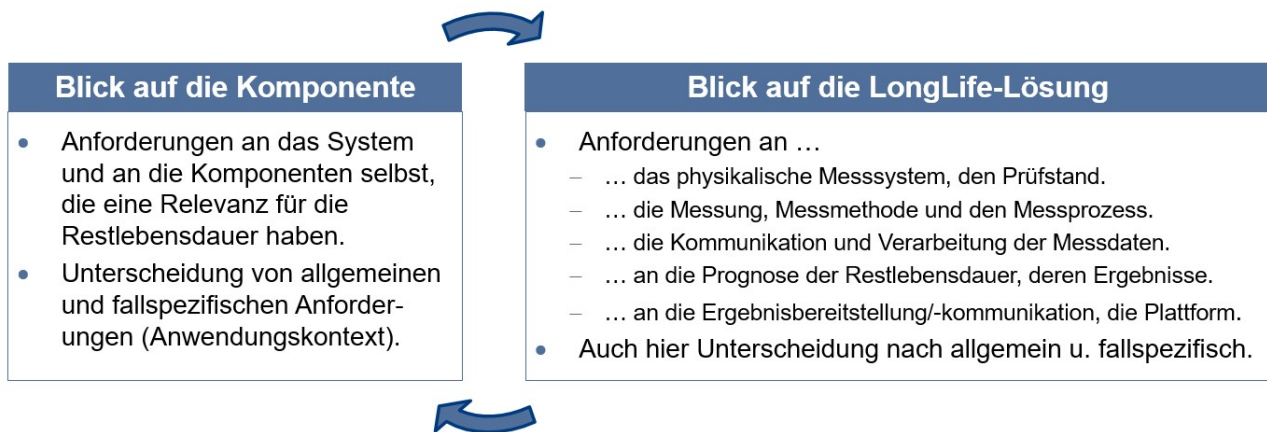 Blick auf die Komponente
• Anforderungen an das System
und an die Komponenten selbst,
die eine Relevanz für die
Restlebensdauer haben.
• Unterscheidung von allgemeinen
und fallspezifischen Anforder-
ungen (Anwendungskontext).
Blick auf die LongLife-Lösung
• Anforderungen an …
– … das physikalische Messsystem, den Prüfstand.
– … die Messung, Messmethode und den Messprozess.
– … die Kommunikation und Verarbeitung der Messdaten.
– … an die Prognose der Restlebensdauer, deren Ergebnisse.
– … an die Ergebnisbereitstellung/-kommunikation, die Plattform.
• Auch hier Unterscheidung nach allgemein u. fallspezifisch.